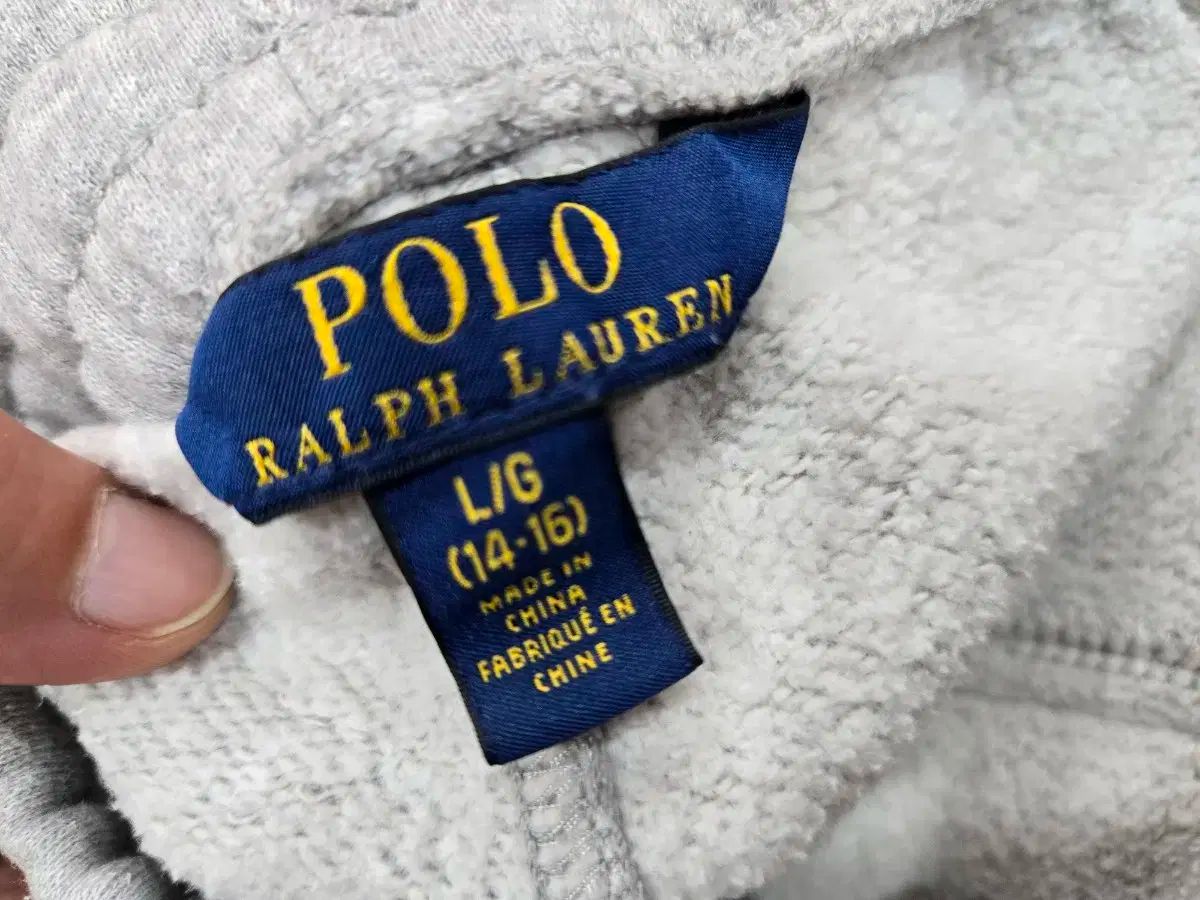 POLO
RALPH LAUREN
L/G
(14-16)
MADE IN
CHINA
FABRIQUÉ EN
CHINE